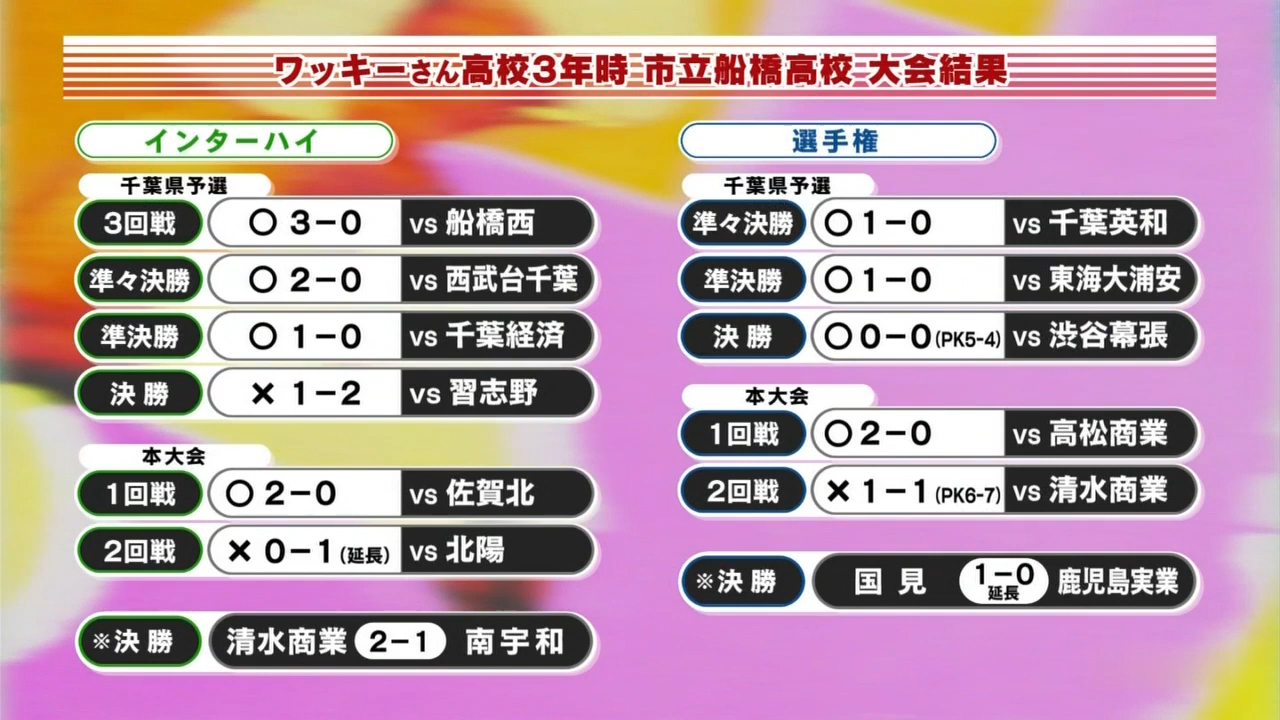 ワッキーさん高校3年時 市立船橋高校 大会結果
インターハイ
千葉県予選
3回戦 ○ 3-0 vs 船橋西
準々決勝 ○ 2-0 vs 西武台千葉
準決勝 ○ 1-0 vs 千葉経済
決勝 × 1-2 vs 習志野
本大会
1回戦 ○ 2-0 vs 佐賀北
2回戦 × 0-1(延長) vs 北陽
※決勝 清水商業 2-1 南宇和
選手権
千葉県予選
準々決勝 ○ 1-0 vs 千葉英和
準決勝 ○ 1-0 vs 東海大浦安
決勝 ○ 0-0(PK5-4) vs 渋谷幕張
本大会
1回戦 ○ 2-0 vs 高松商業
2回戦 × 1-1(PK6-7) vs 清水商業
※決勝 国見 1-0 延長 鹿児島実業